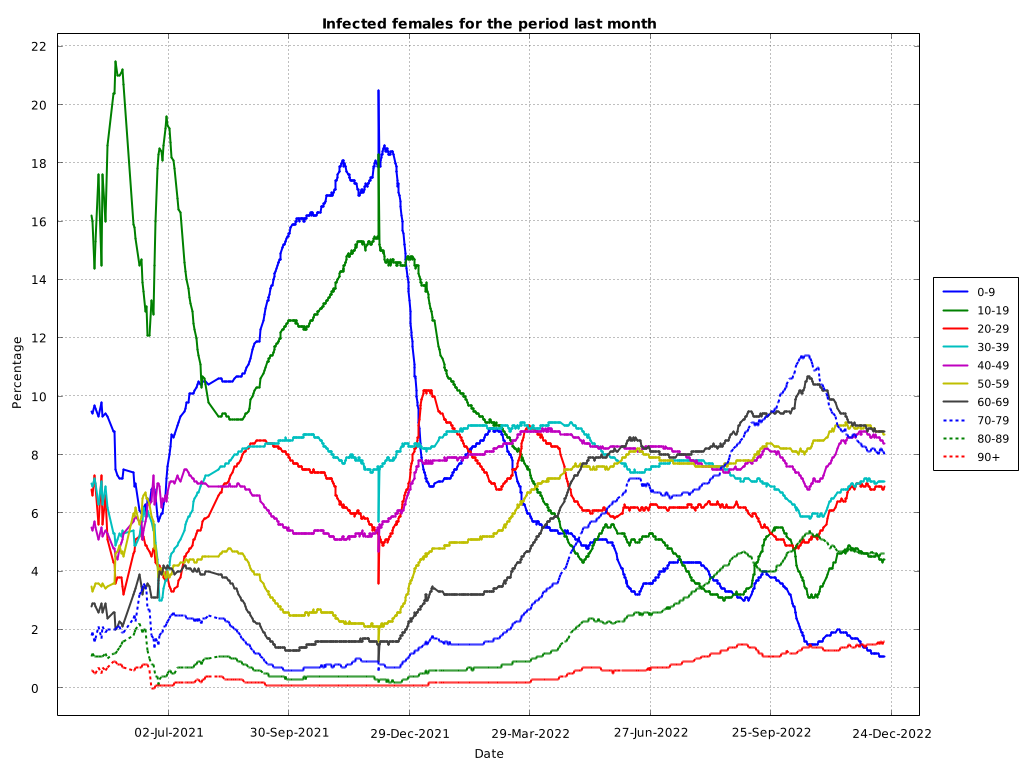 Infected females for the period last month
Percentage
22
20
18
16
14
12
10
8
6
4
2
0
02-Jul-2021
30-Sep-2021
29-Dec-2021
29-Mar-2022
27-Jun-2022
25-Sep-2022
24-Dec-2022
Date
0-9
10-19
20-29
30-39
40-49
50-59
60-69
70-79
80-89
90+